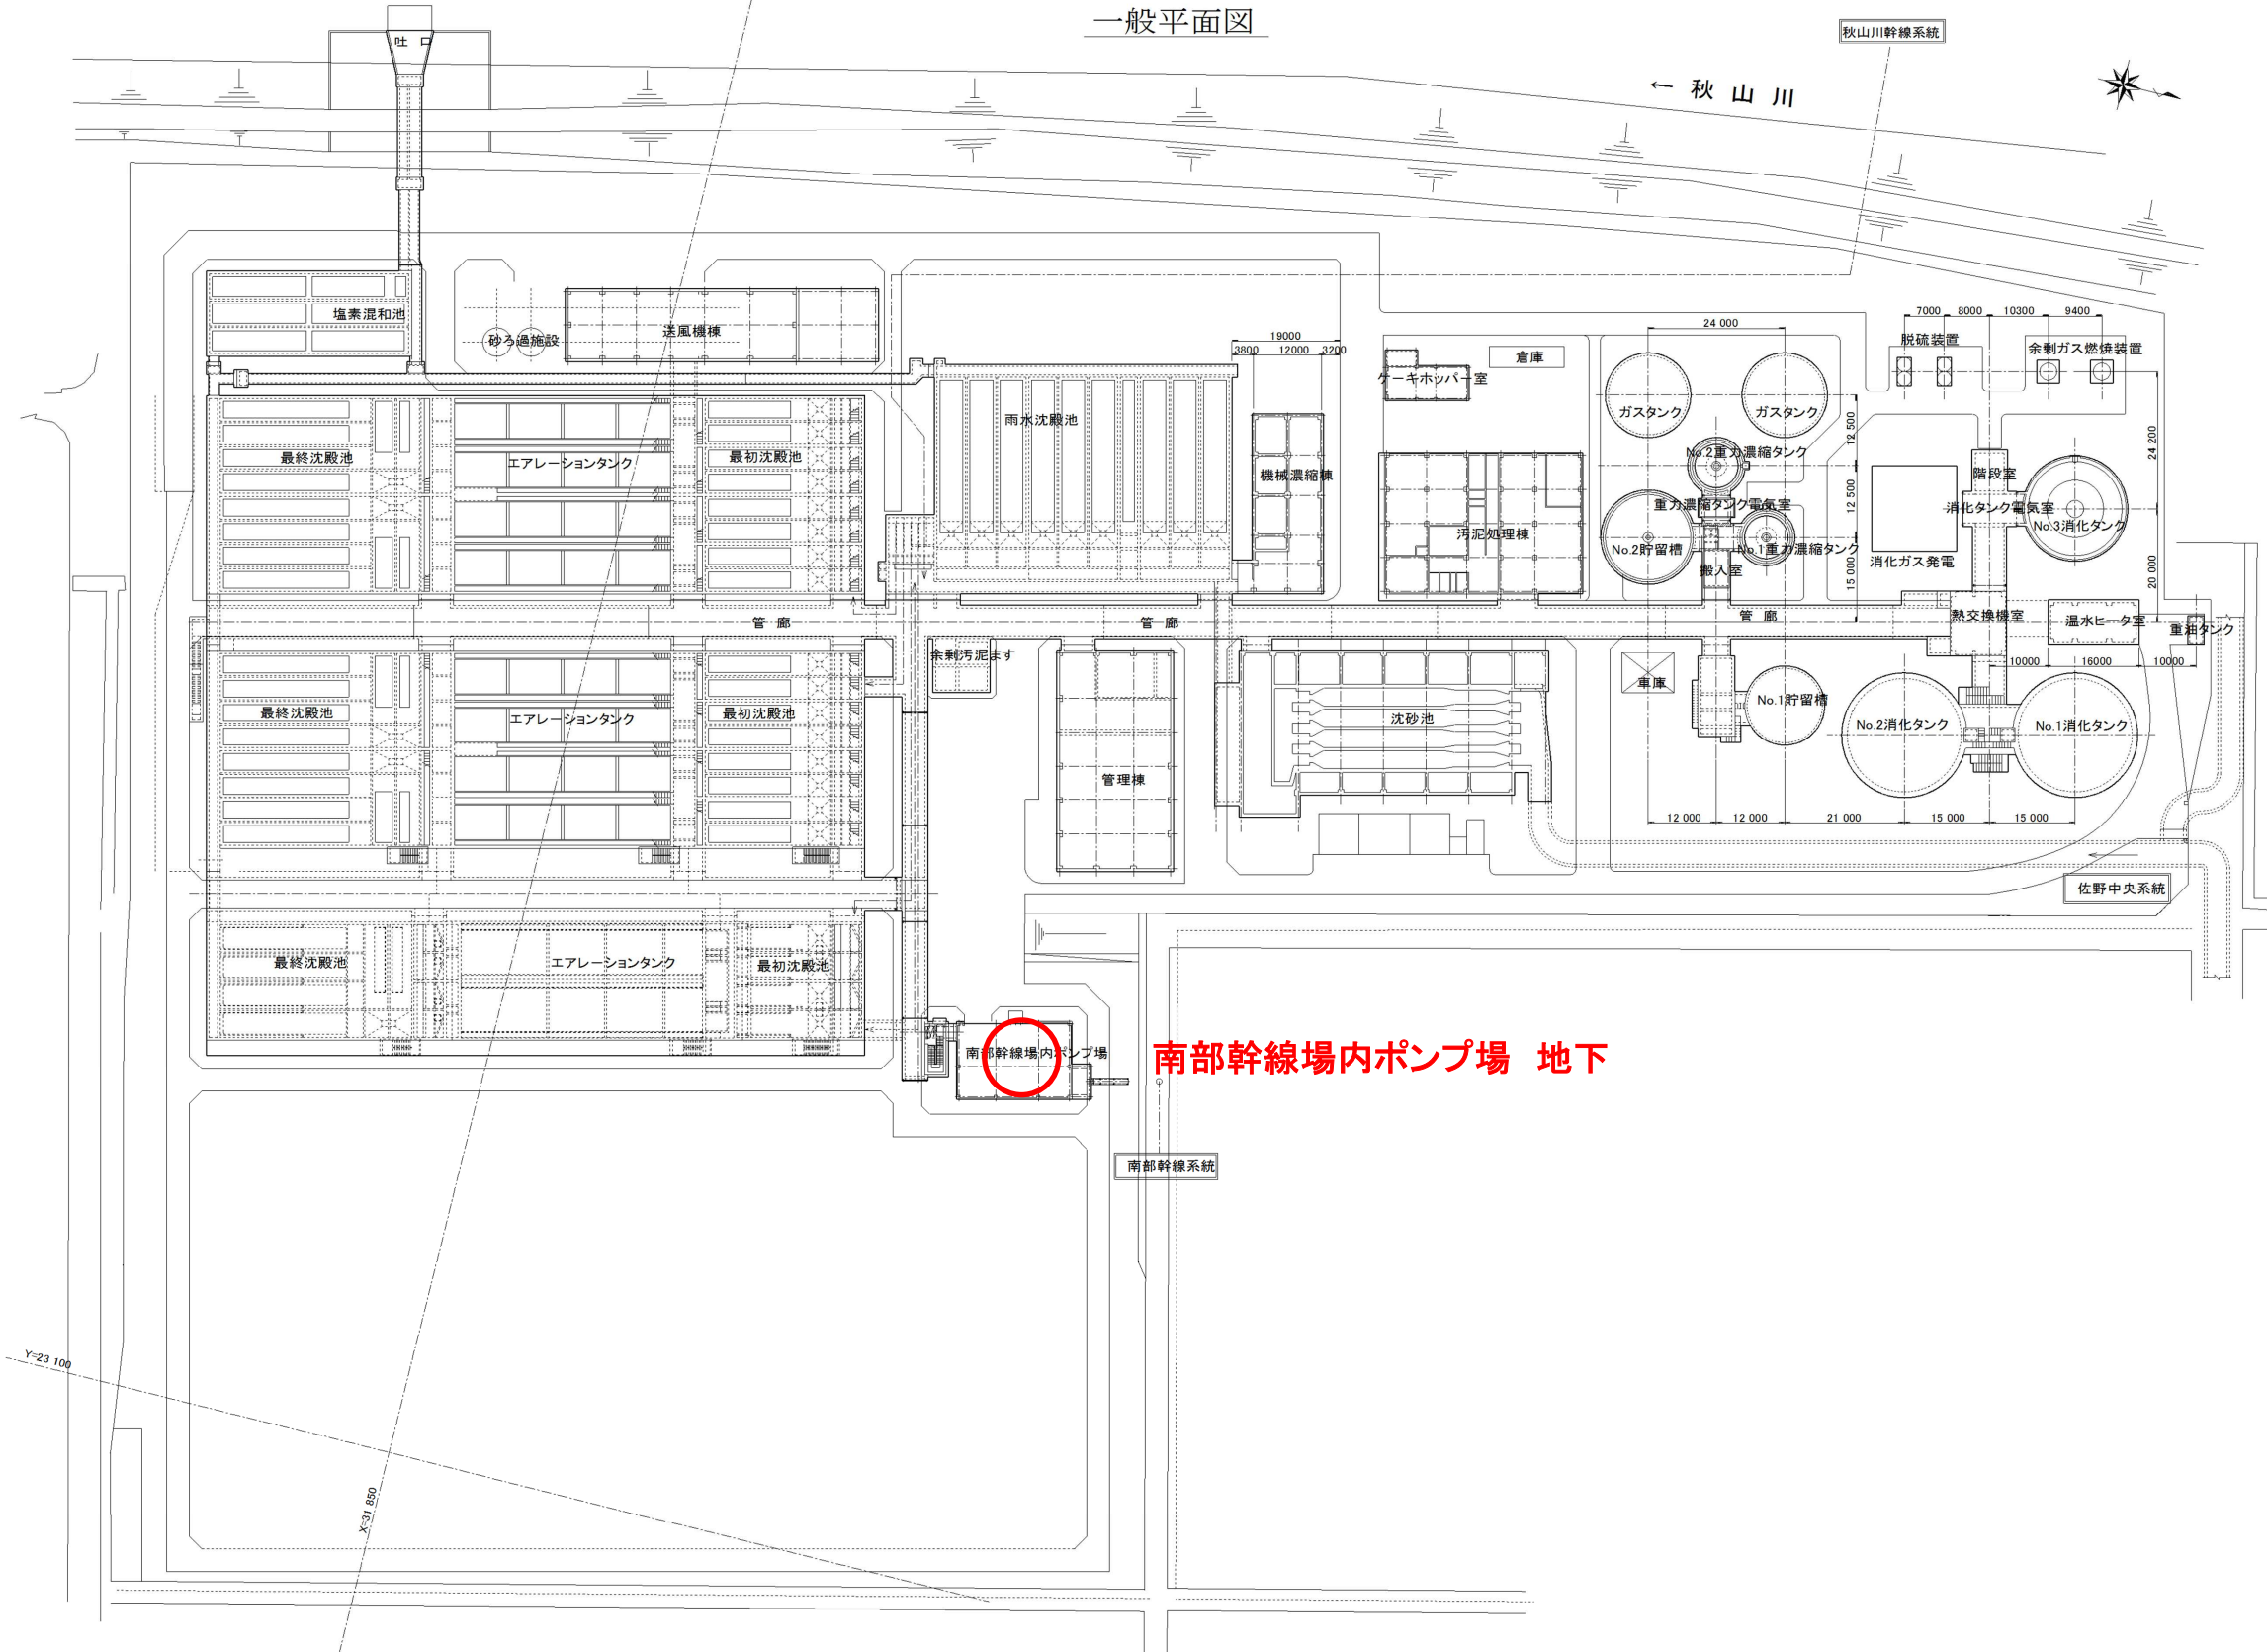 一般平面図
吐 口
秋山川幹線系統
← 秋 山 川
塩素混和池
砂ろ過施設
送風機棟
19000
3800 12000 3200
ケーキホッパー室
倉庫
24 000
7000 8000 10300 9400
脱硫装置
余剰ガス燃焼装置
ガスタンク
ガスタンク
雨水沈殿池
最終沈殿池
エアレーションタンク
最初沈殿池
機械濃縮棟
汚泥処理棟
No.2重力濃縮タンク
重力濃縮タンク電気室
No.2貯留槽
No.1重力濃縮タンク
搬入室
12 500
12 500
15 000
階段室
消化タンク電気室
No.3消化タンク
消化ガス発電
24 200
20 000
管 廊
管 廊
管 廊
熱交換機室
温水ヒータ室
重油タンク
10000 16000 10000
余剰汚泥ます
最終沈殿池
エアレーションタンク
最初沈殿池
管理棟
沈砂池
車庫
No.1貯留槽
No.2消化タンク
No.1消化タンク
12 000 12 000 21 000 15 000 15 000
佐野中央系統
最終沈殿池
エアレーションタンク
最初沈殿池
南部幹線場内ポンプ場
南部幹線場内ポンプ場 地下
南部幹線系統
Y=23 100
X=31 850